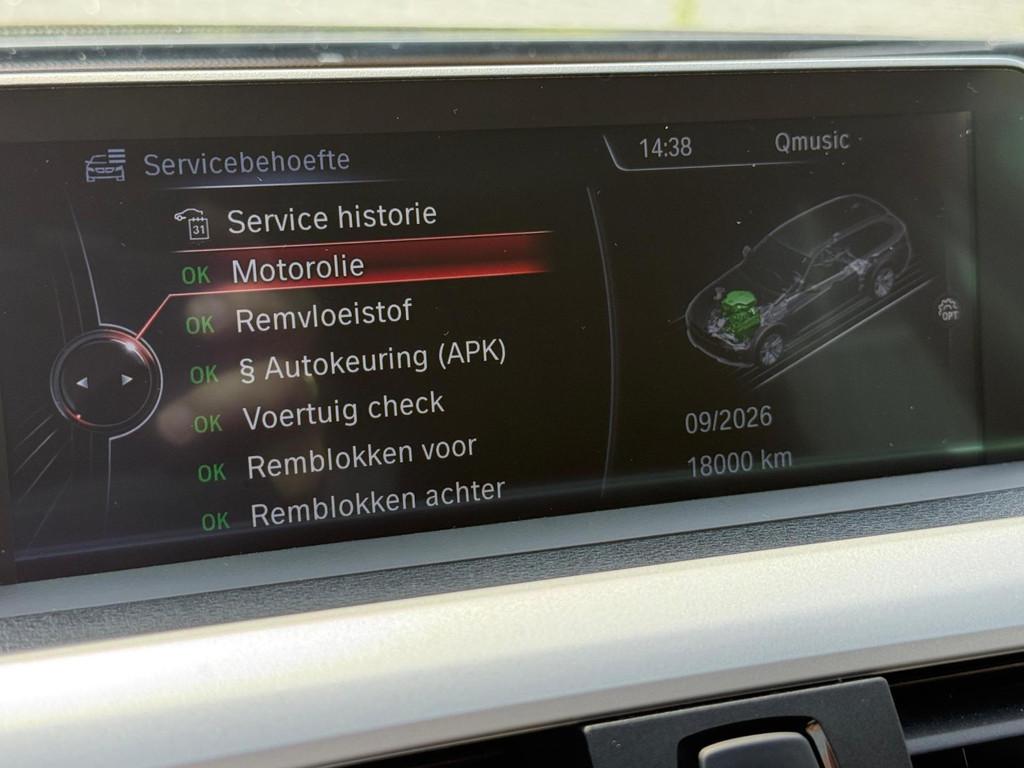 Servicebehoefte
14:38
Qmusic
31 Service historie
OK Motorolie
OK Remvloeistof
OK § Autokeuring (APK)
OK Voertuig check
OK Remblokken voor
OK Remblokken achter
OPT
09/2026
18000 km